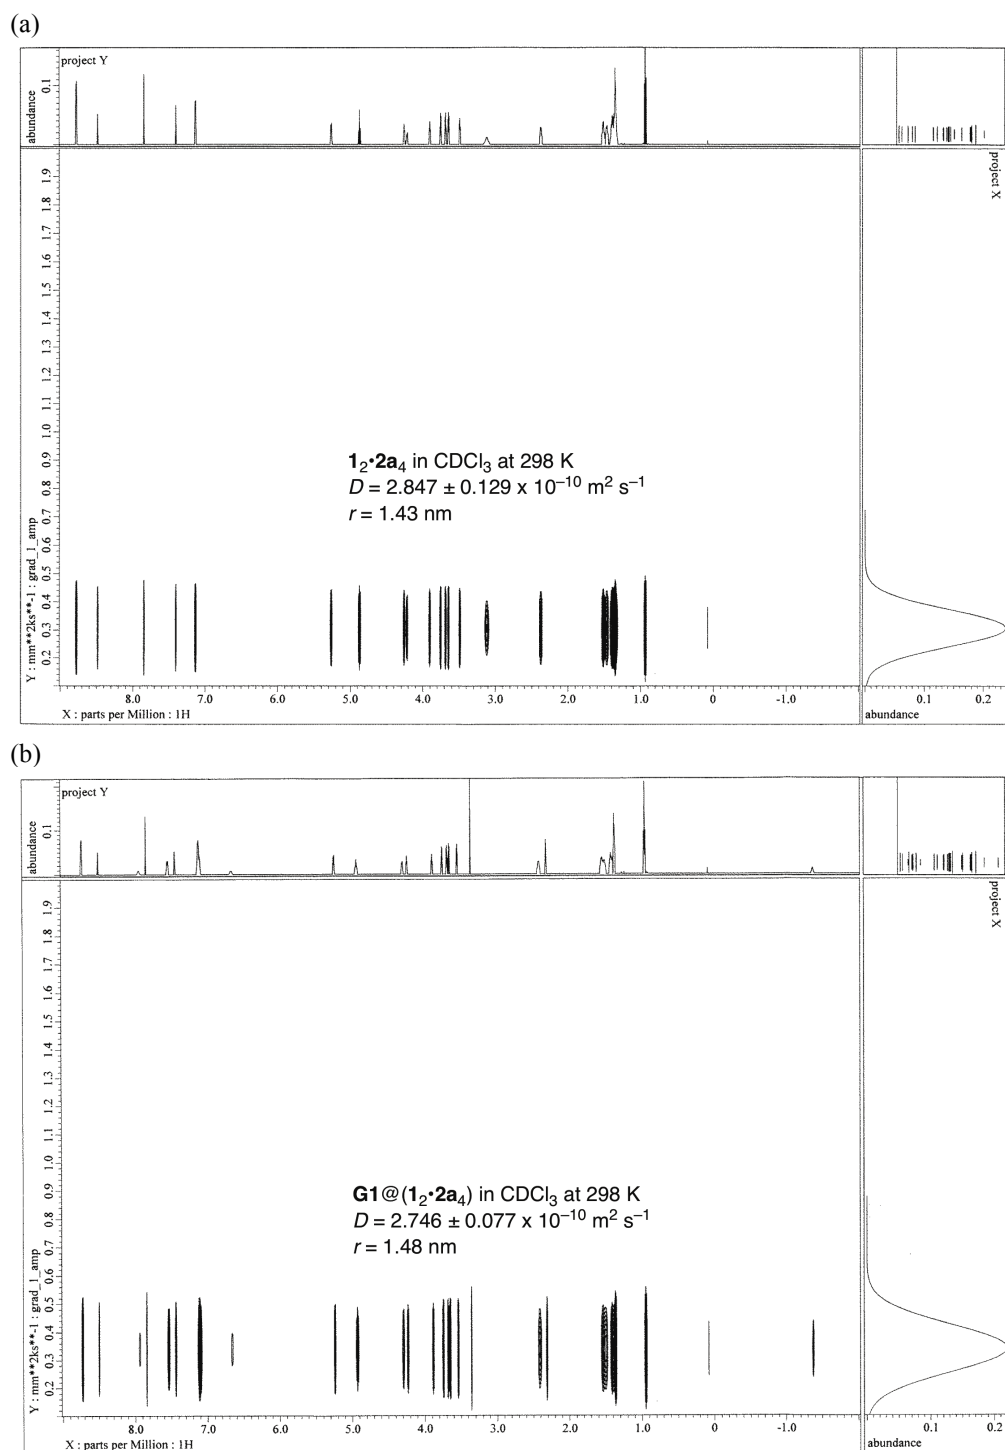 (a)
project Y
abundance
0.1
project X
Y : mm**2ks**-1 : grad_1_amp
1.9
1.8
1.7
1.6
1.5
1.4
1.3
1.2
1.1
1.0
0.9
0.8
0.7
0.6
0.5
0.4
0.3
0.2
1₂•2a₄ in CDCl₃ at 298 K
D = 2.847 ± 0.129 x 10⁻¹⁰ m² s⁻¹
r = 1.43 nm
8.0 7.0 6.0 5.0 4.0 3.0 2.0 1.0 0 -1.0
X : parts per Million : 1H
0.1 0.2
abundance
(b)
project Y
abundance
0.1
project X
Y : mm**2ks**-1 : grad_1_amp
1.9
1.8
1.7
1.6
1.5
1.4
1.3
1.2
1.1
1.0
0.9
0.8
0.7
0.6
0.5
0.4
0.3
0.2
G1@(1₂•2a₄) in CDCl₃ at 298 K
D = 2.746 ± 0.077 x 10⁻¹⁰ m² s⁻¹
r = 1.48 nm
8.0 7.0 6.0 5.0 4.0 3.0 2.0 1.0 0 -1.0
X : parts per Million : 1H
0.1 0.2
abundance